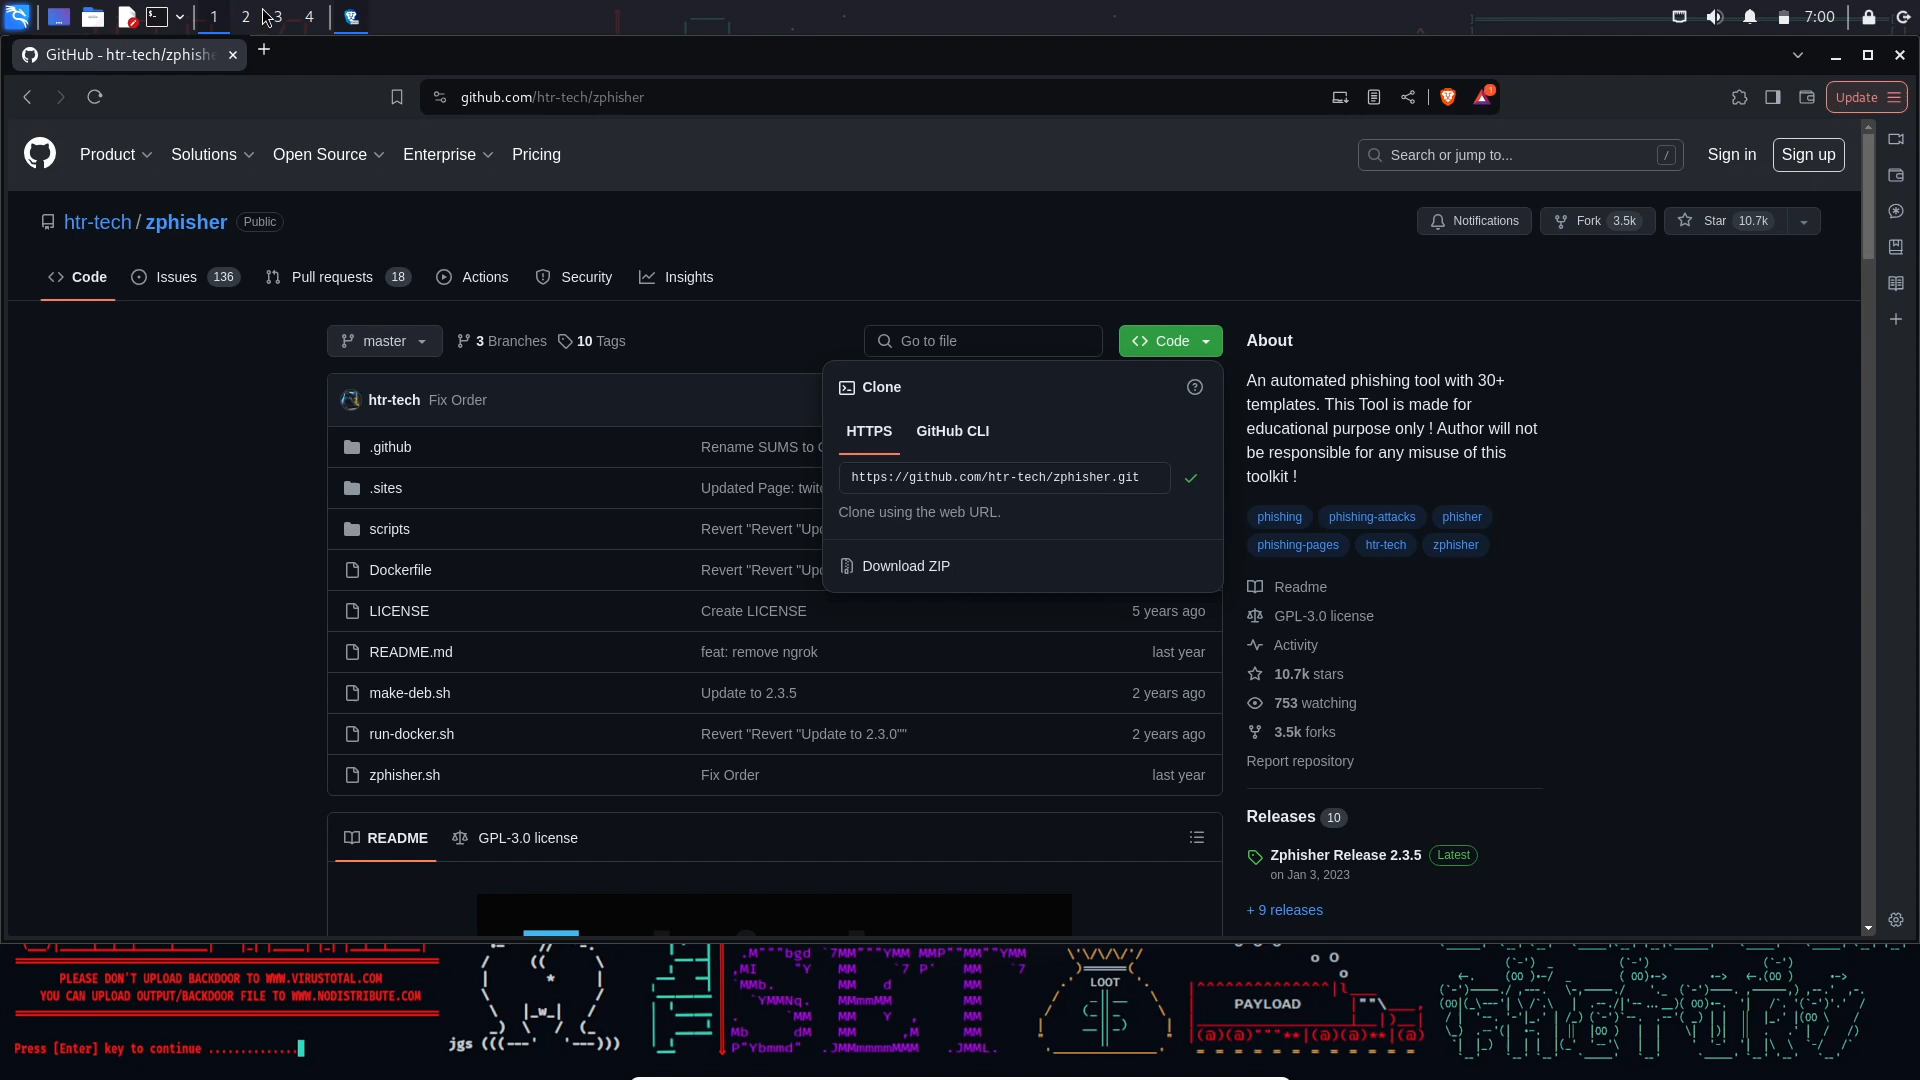 1 2 3 4
7:00
GitHub - htr-tech/zphishe
github.com/htr-tech/zphisher
1
Update
Product Solutions Open Source Enterprise Pricing
Search or jump to... /
Sign in Sign up
htr-tech / zphisher Public
Notifications Fork 3.5k Star 10.7k
Code Issues 136 Pull requests 18 Actions Security Insights
master 3 Branches 10 Tags
Go to file
Code
htr-tech Fix Order
.github Rename SUMS to
.sites Updated Page:
scripts Revert "Revert
Dockerfile Revert "Revert
LICENSE Create LICENSE 5 years ago
README.md feat: remove ngrok last year
make-deb.sh Update to 2.3.5 2 years ago
run-docker.sh Revert "Revert "Update to 2.3.0"" 2 years ago
zphisher.sh Fix Order last year
Clone
HTTPS GitHub CLI
https://github.com/htr-tech/zphisher.git
Clone using the web URL.
Download ZIP
README GPL-3.0 license
About
An automated phishing tool with 30+
templates. This Tool is made for
educational purpose only ! Author will not
be responsible for any misuse of this
toolkit !
phishing phishing-attacks phisher
phishing-pages htr-tech zphisher
Readme
GPL-3.0 license
Activity
10.7k stars
753 watching
3.5k forks
Report repository
Releases 10
Zphisher Release 2.3.5 Latest
on Jan 3, 2023
+ 9 releases
PLEASE DON'T UPLOAD BACKDOOR TO WWW.VIRUSTOTAL.COM
YOU CAN UPLOAD OUTPUT/BACKDOOR FILE TO WWW.NODISTRIBUTE.COM
Press [Enter] key to continue ..............
jgs
LOOT
PAYLOAD